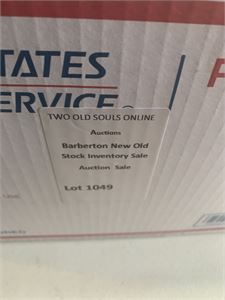 TATES
ERVICE®
TWO OLD SOULS ONLINE
Auctions
Barberton New Old
Stock Inventory Sale
Auction Sale
Lot 1049